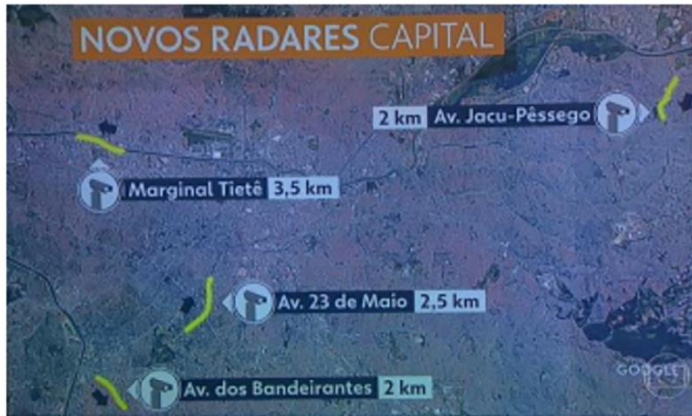 NOVOS RADARES CAPITAL
2 km Av. Jacu-Pêssego
Marginal Tietê 3,5 km
Av. 23 de Maio 2,5 km
Av. dos Bandeirantes 2 km
GOOGLE